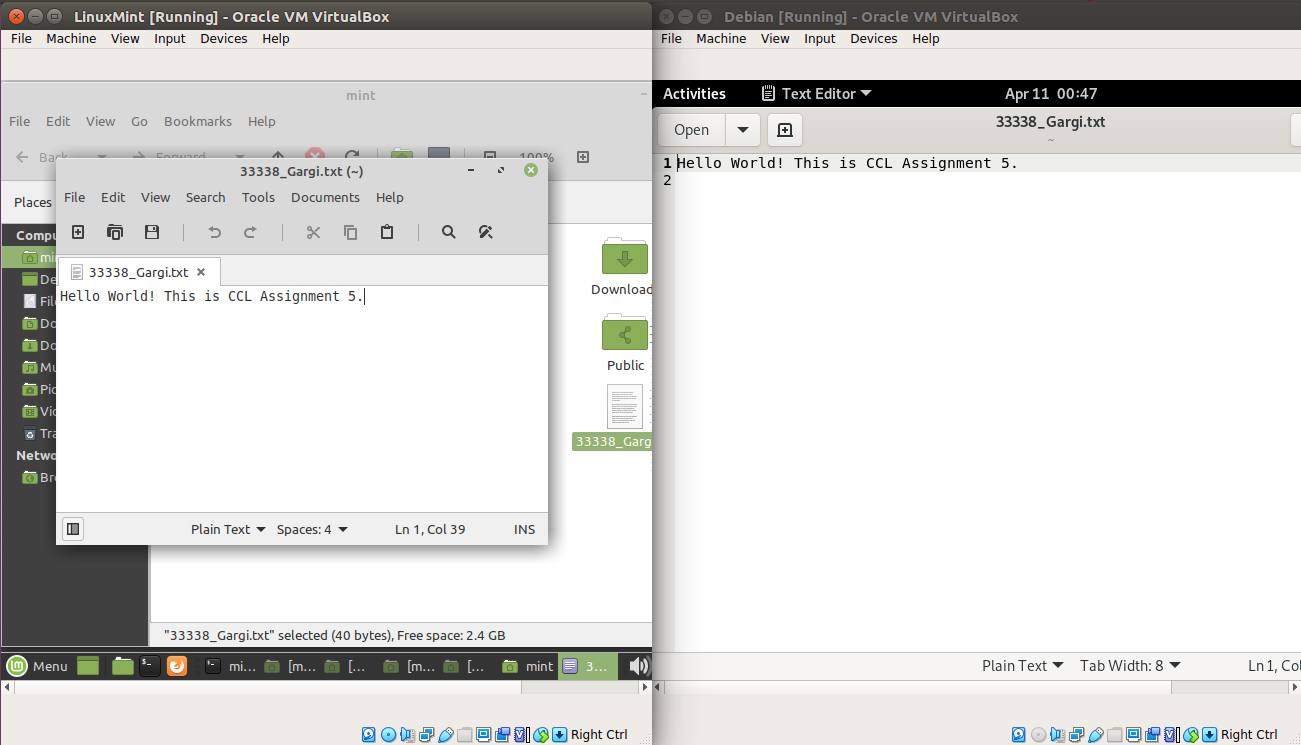 LinuxMint [Running] - Oracle VM VirtualBox
File Machine View Input Devices Help
mint
File Edit View Go Bookmarks Help
Back Forward 100%
Places
33338_Gargi.txt (~)
File Edit View Search Tools Documents Help
33338_Gargi.txt
Hello World! This is CCL Assignment 5.
Plain Text Spaces: 4 Ln 1, Col 39 INS
Compu
mi
De
File
Do
Do
Mu
Pic
Vid
Tra
Netwo
Bro
Download
Public
33338_Garg
"33338_Gargi.txt" selected (40 bytes), Free space: 2.4 GB
Menu mi... [m... [... [m... [... mint 3...
Right Ctrl
Debian [Running] - Oracle VM VirtualBox
File Machine View Input Devices Help
Activities Text Editor Apr 11 00:47
Open 33338_Gargi.txt
~
1 Hello World! This is CCL Assignment 5.
2
Plain Text Tab Width: 8 Ln 1, Col
Right Ctrl